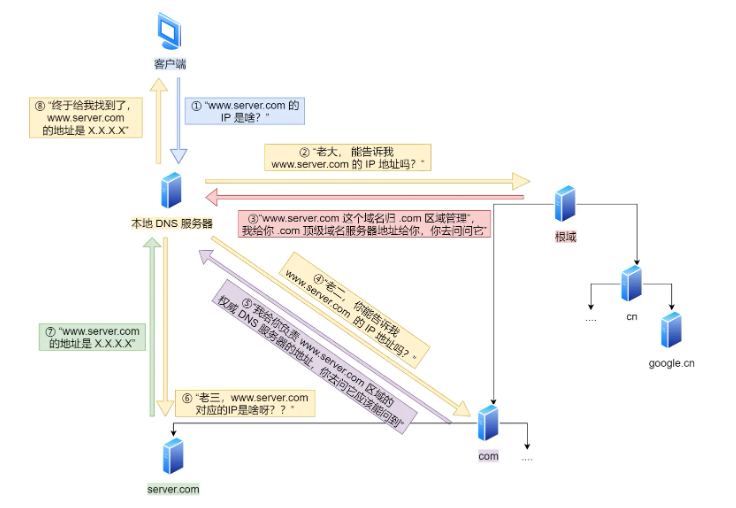 客户端
① “www.server.com 的
IP 是啥？”
⑧ “终于给我找到了，
www.server.com
的地址是 X.X.X.X”
② “老大， 能告诉我
www.server.com 的 IP 地址吗？”
本地 DNS 服务器
③“www.server.com 这个域名归 .com 区域管理”，
我给你 .com 顶级域名服务器地址给你，你去问问它”
根域
④“老二， 你能告诉我
www.server.com 的 IP 地址吗？”
⑤“我给你负责 www.server.com 区域的
权威 DNS 服务器的地址，你去问它应该能问到”
cn
....
google.cn
⑦ “www.server.com
的地址是 X.X.X.X”
⑥ “老三，www.server.com
对应的IP是啥呀？？”
com
....
server.com